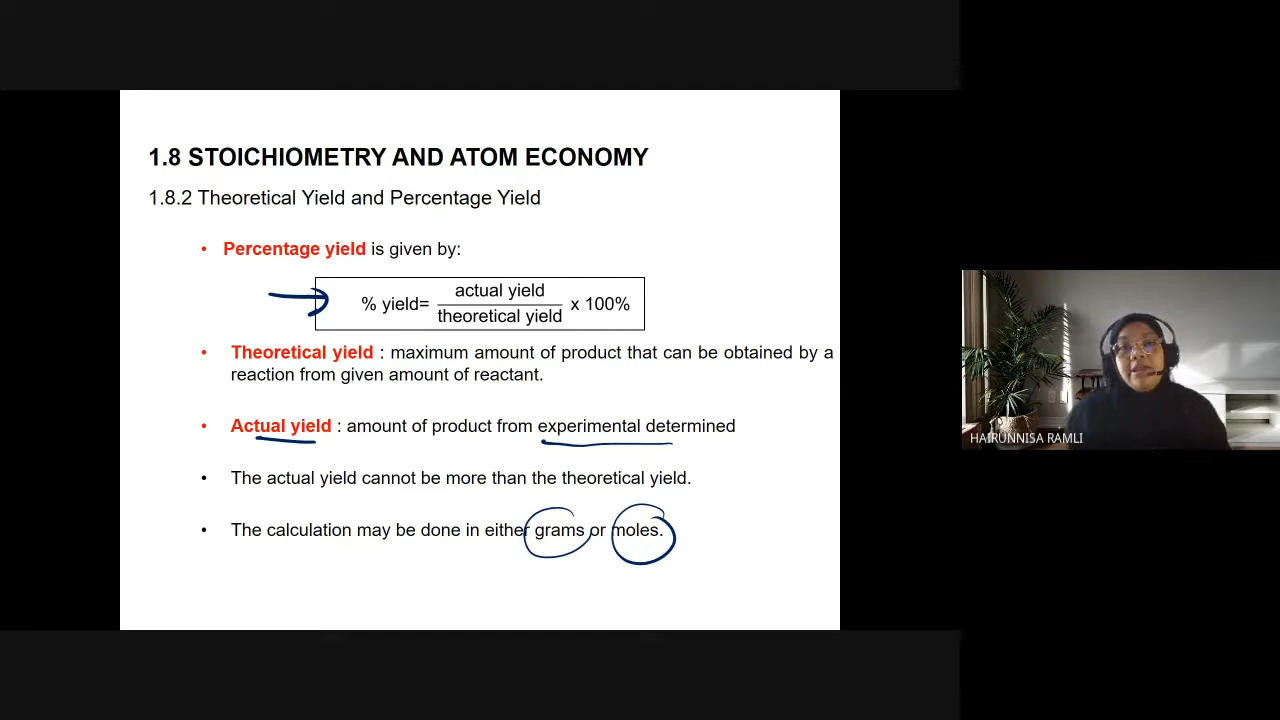 1.8 STOICHIOMETRY AND ATOM ECONOMY
1.8.2 Theoretical Yield and Percentage Yield
• Percentage yield is given by:
actual yield
% yield= x 100%
theoretical yield
• Theoretical yield : maximum amount of product that can be obtained by a
reaction from given amount of reactant.
• Actual yield : amount of product from experimental determined
• The actual yield cannot be more than the theoretical yield.
• The calculation may be done in either grams or moles.
HAIRUNNISA RAMLI